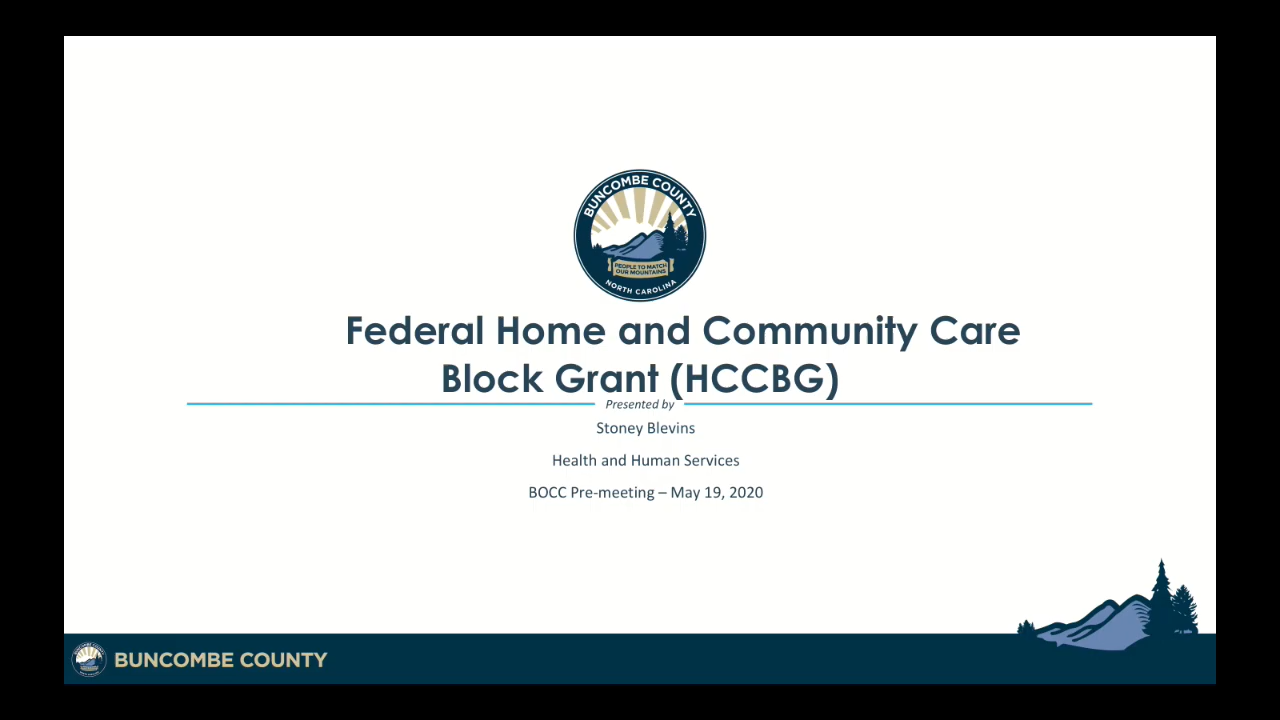 BUNCOMBE COUNTY
PEOPLE TO MATCH
OUR MOUNTAINS
NORTH CAROLINA
Federal Home and Community Care
Block Grant (HCCBG)
Presented by
Stoney Blevins
Health and Human Services
BOCC Pre-meeting – May 19, 2020
BUNCOMBE COUNTY